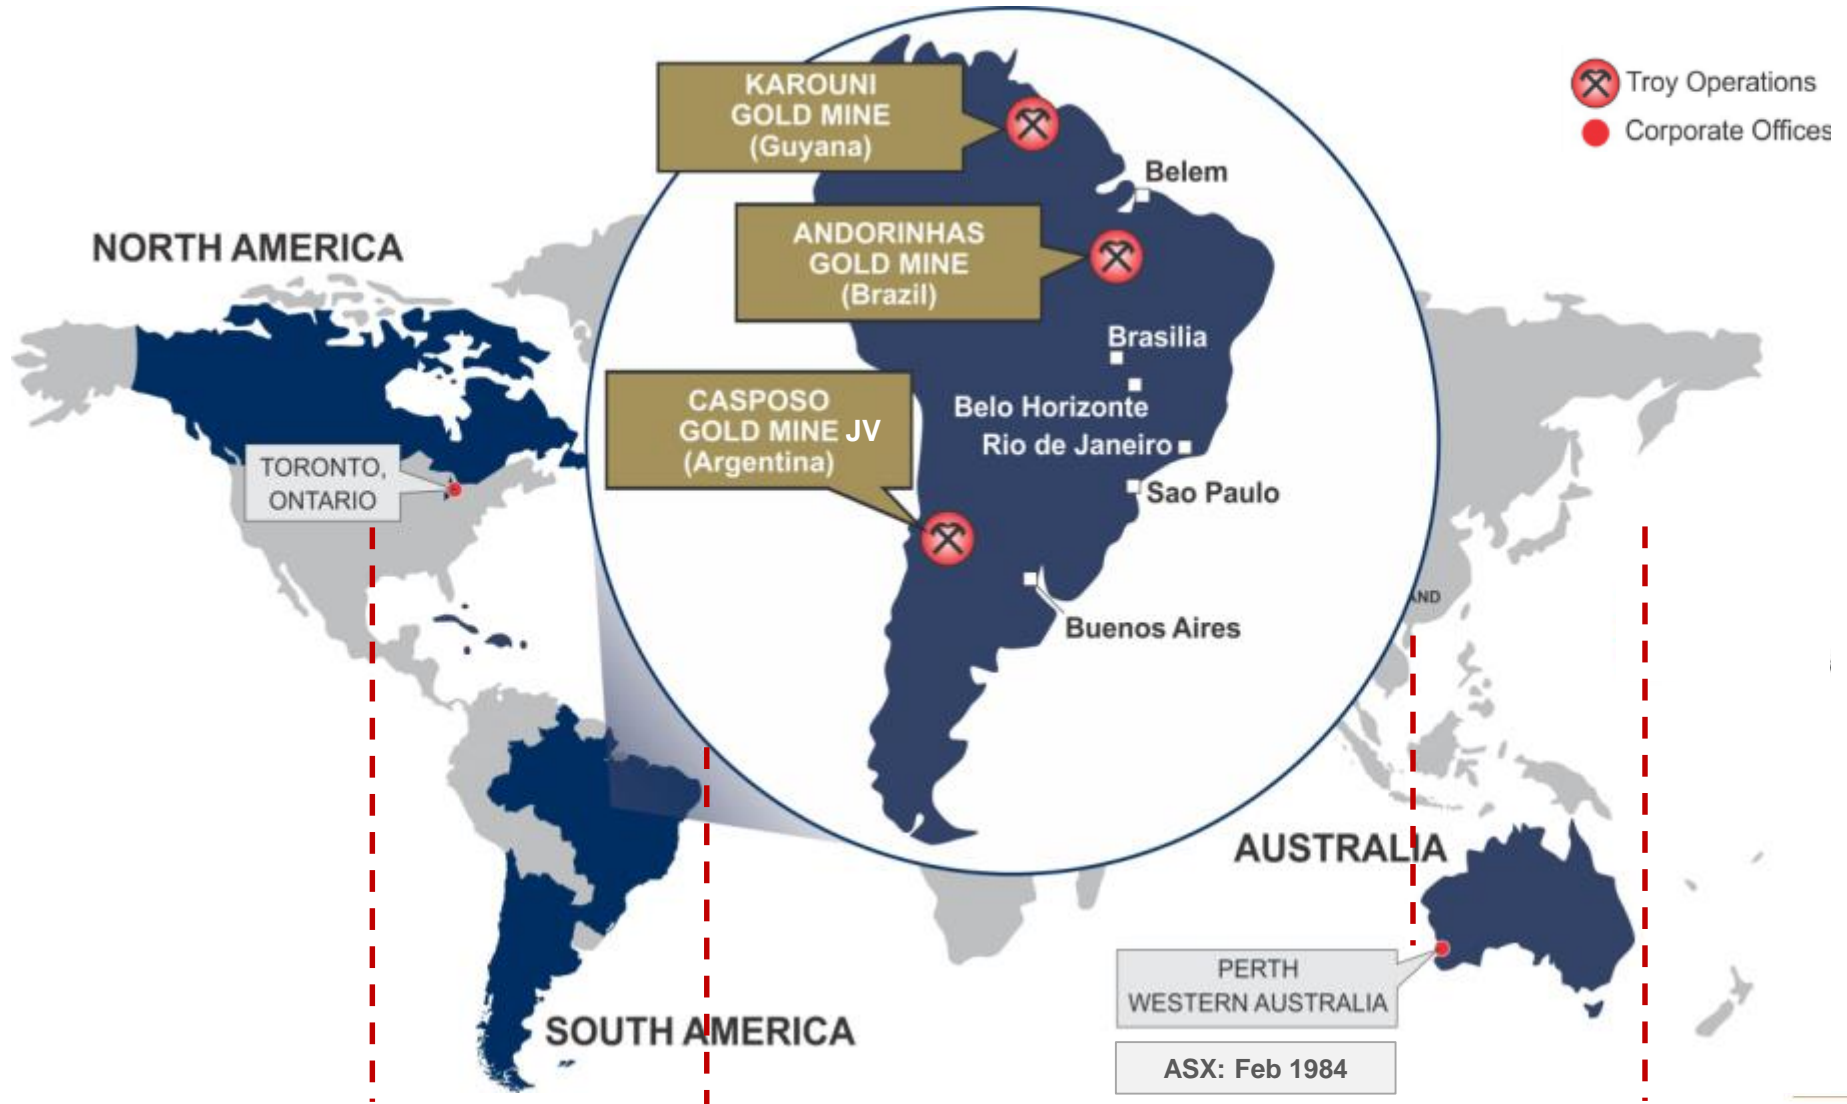 KAROUNI
GOLD MINE
(Guyana)
Troy Operations
Corporate Offices
Belem
NORTH AMERICA
ANDORINHAS
GOLD MINE
(Brazil)
Brasilia
CASPOSO
GOLD MINE JV
(Argentina)
Belo Horizonte
Rio de Janeiro
Sao Paulo
TORONTO,
ONTARIO
Buenos Aires
AUSTRALIA
PERTH
WESTERN AUSTRALIA
SOUTH AMERICA
ASX: Feb 1984